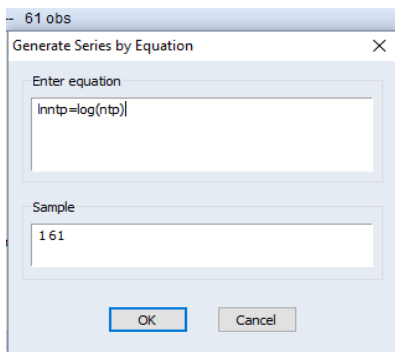 -- 61 obs
Generate Series by Equation
Enter equation
lnntp=log(ntp)
Sample
1 61
OK
Cancel